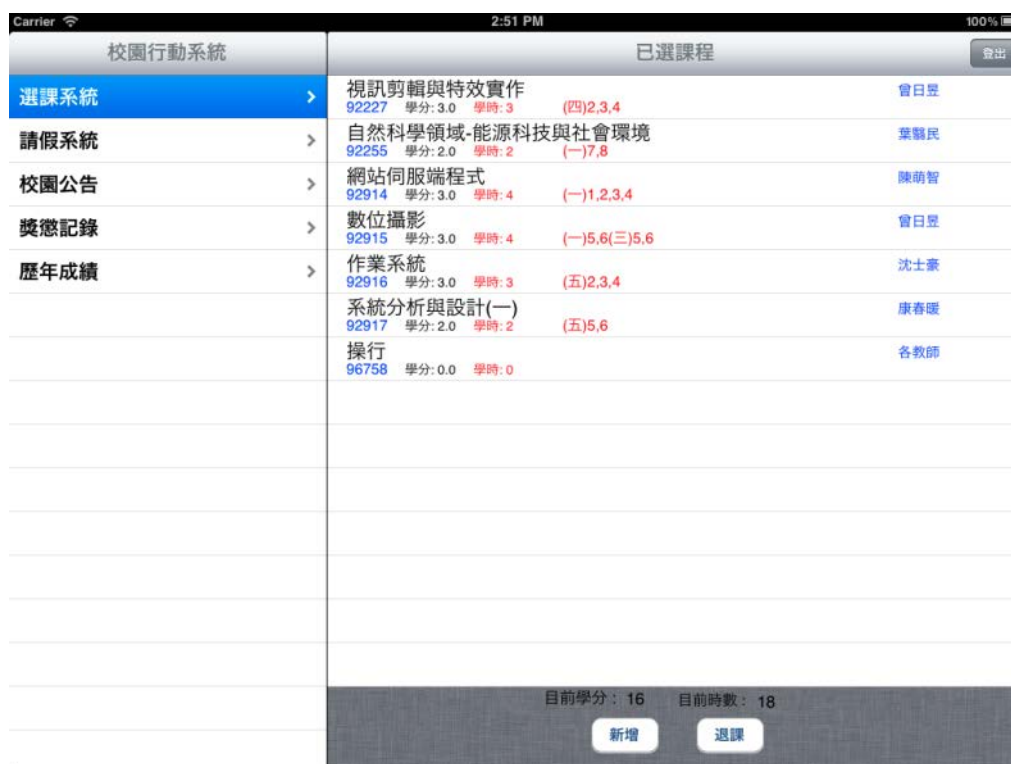 Carrier 2:51 PM 100%
校園行動系統
已選課程
登出
選課系統
請假系統
校園公告
獎懲記錄
歷年成績
視訊剪輯與特效實作 曾日昱
92227 學分: 3.0 學時: 3 (四)2,3,4
自然科學領域-能源科技與社會環境 葉翳民
92255 學分: 2.0 學時: 2 (一)7,8
網站伺服端程式 陳萌智
92914 學分: 3.0 學時: 4 (一)1,2,3,4
數位攝影 曾日昱
92915 學分: 3.0 學時: 4 (一)5,6(三)5,6
作業系統 沈士豪
92916 學分: 3.0 學時: 3 (五)2,3,4
系統分析與設計(一) 康春暖
92917 學分: 2.0 學時: 2 (五)5,6
操行 各教師
96758 學分: 0.0 學時: 0
目前學分： 16 目前時數： 18
新增 退課